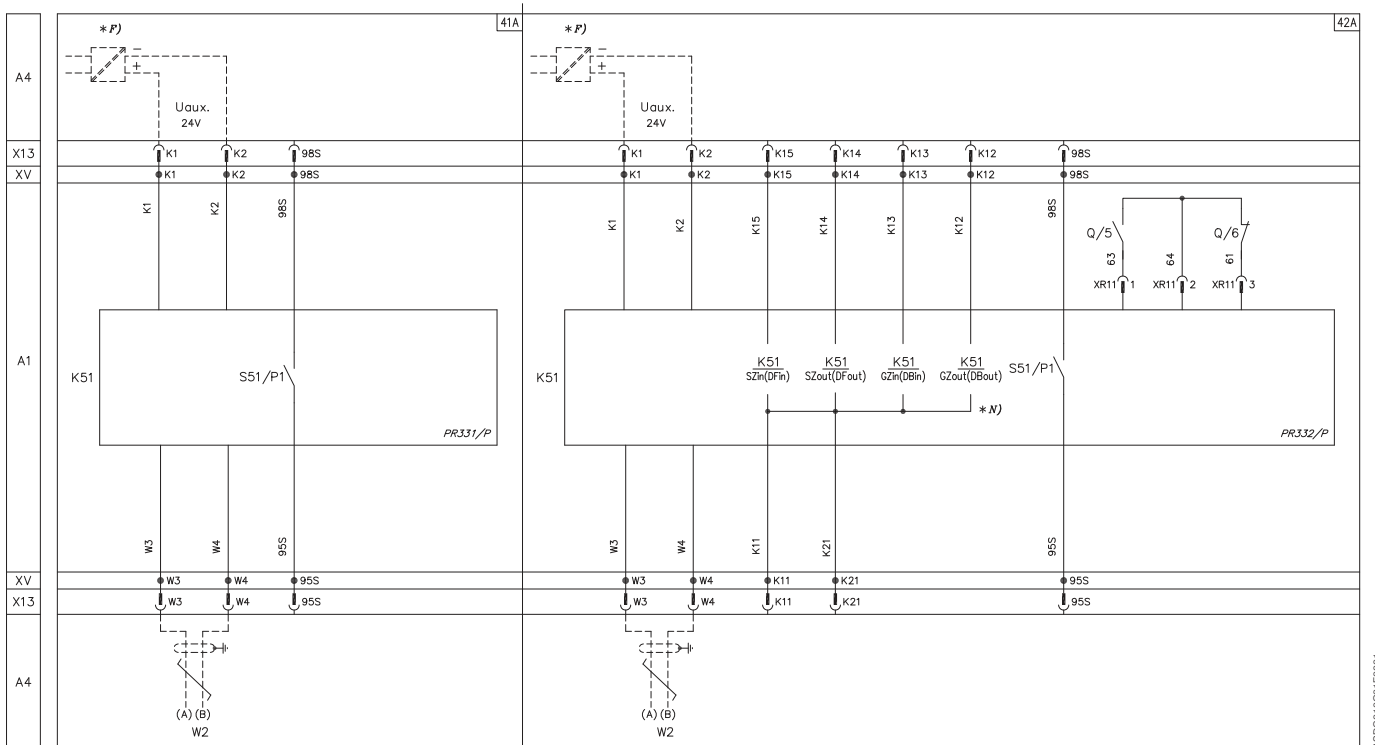 41A
42A
*F)
*F)
A4
−
+
−
+
Uaux.
24V
Uaux.
24V
X13
K1
K2
98S
K1
K2
K15
K14
K13
K12
98S
XV
K1
K2
98S
K1
K2
K15
K14
K13
K12
98S
K1
K2
98S
K1
K2
K15
K14
K13
K12
98S
Q/5
Q/6
63
64
61
XR11
1
XR11
2
XR11
3
A1
K51
S51/P1
PR331/P
K51
K51
SZin(DFin)
K51
SZout(DFout)
K51
GZin(DBin)
K51
GZout(DBout)
S51/P1
*N)
PR332/P
W3
W4
95S
W3
W4
K11
K21
95S
XV
W3
W4
95S
W3
W4
K11
K21
95S
X13
W3
W4
95S
W3
W4
K11
K21
95S
A4
(A) (B)
W2
(A) (B)
W2